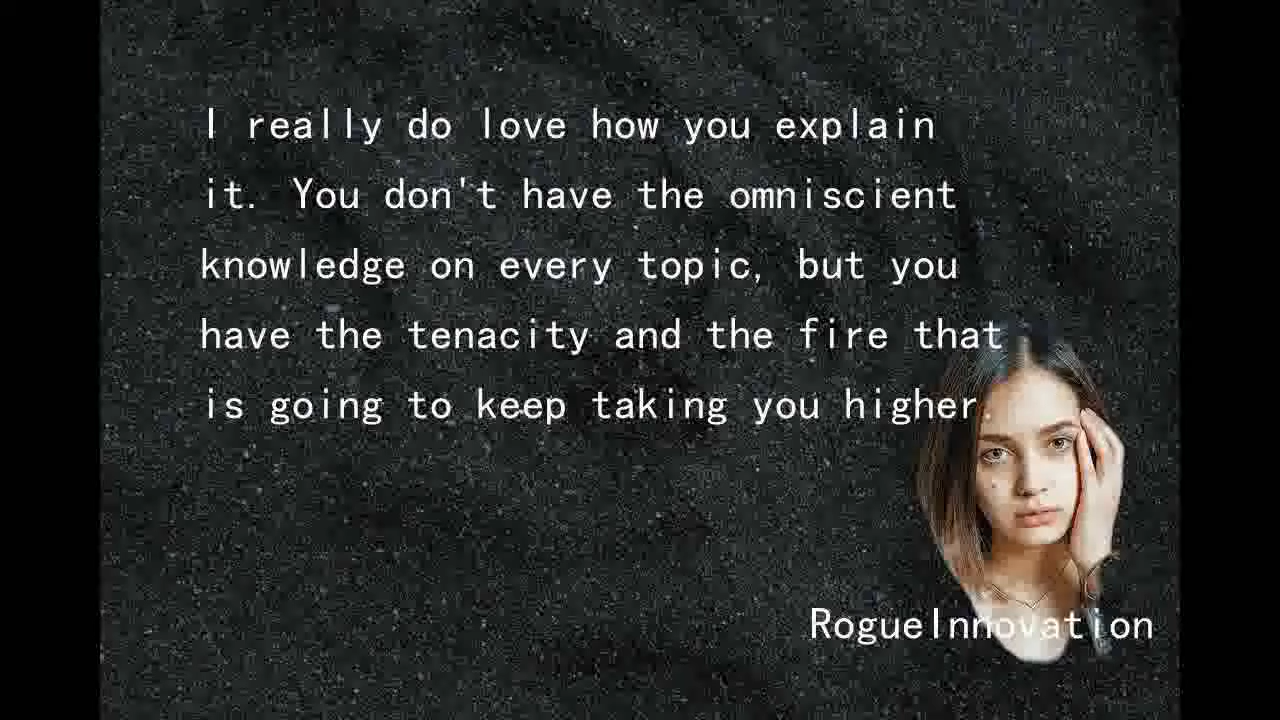 I really do love how you explain
it. You don't have the omniscient
knowledge on every topic, but you
have the tenacity and the fire that
is going to keep taking you higher.
RogueInnovation